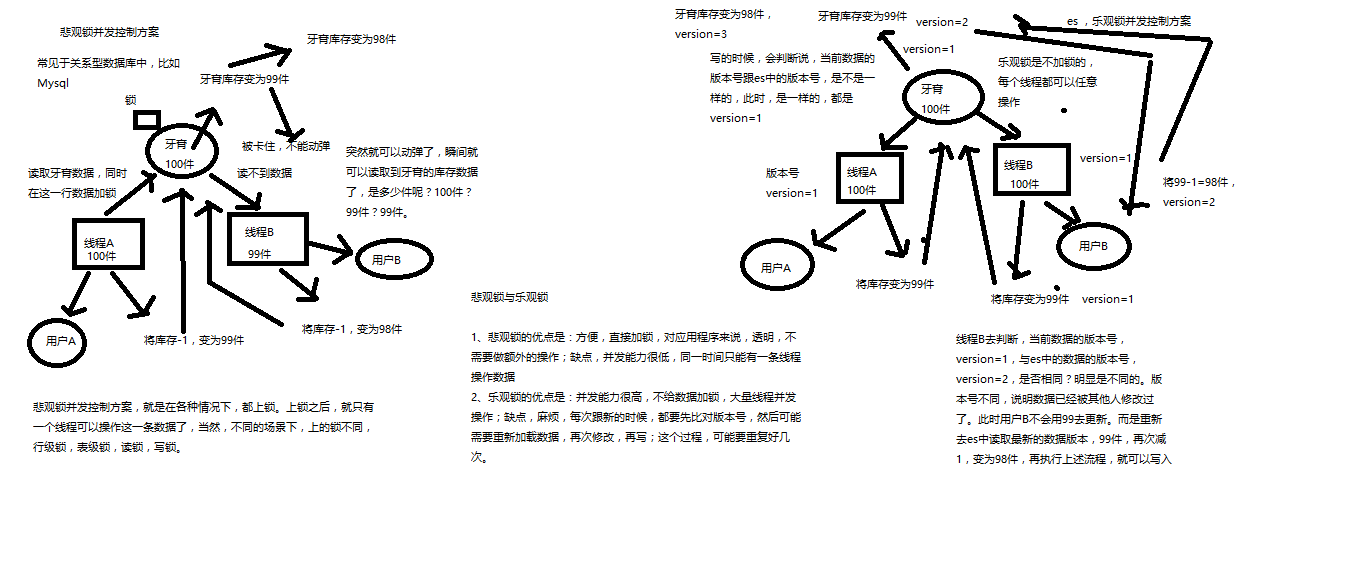 悲观锁并发控制方案
常见于关系型数据库中，比如
Mysql
牙膏库存变为98件
牙膏库存变为99件
锁
牙膏
100件
被卡住，不能动弹
读不到数据
读取牙膏数据，同时
在这一行数据加锁
突然就可以动弹了，瞬间就
可以读取到牙膏的库存数据
了，是多少件呢？100件？
99件？99件。
线程A
100件
线程B
99件
用户B
用户A
将库存-1，变为99件
将库存-1，变为98件
悲观锁并发控制方案，就是在各种情况下，都上锁。上锁之后，就只有
一个线程可以操作这一条数据了，当然，不同的场景下，上的锁不同，
行级锁，表级锁，读锁，写锁。
悲观锁与乐观锁
1、悲观锁的优点是：方便，直接加锁，对应用程序来说，透明，不
需要做额外的操作；缺点，并发能力很低，同一时间只能有一条线程
操作数据
2、乐观锁的优点是：并发能力很高，不给数据加锁，大量线程并发
操作；缺点，麻烦，每次跟新的时候，都要先比对版本号，然后可能
需要重新加载数据，再次修改，再写；这个过程，可能要重复好几
次。
牙膏库存变为98件，
version=3
牙膏库存变为99件
version=2
es ，乐观锁并发控制方案
version=1
写的时候，会判断说，当前数据的
版本号跟es中的版本号，是不是一
样的，此时，是一样的，都是
version=1
乐观锁是不加锁的，
每个线程都可以任意
操作
牙膏
100件
线程A
100件
版本号
version=1
线程B
100件
version=1
将99-1=98件，
version=2
用户A
用户B
将库存变为99件
将库存变为99件
version=1
线程B去判断，当前数据的版本号，
version=1，与es中的数据的版本号，
version=2，是否相同？明显是不同的。版
本号不同，说明数据已经被其他人修改过
了。此时用户B不会用99去更新。而是重新
去es中读取最新的数据版本，99件，再次减
1，变为98件，再执行上述流程，就可以写入